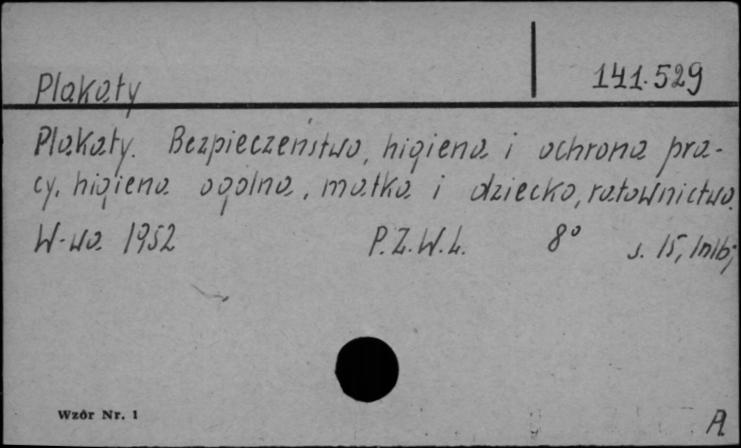 Plakaty
141.529
Plakaty. Bezpieczeństwo, higiena i ochrona pra-
cy, higiena ogólna, matka i dziecko, ratownictwo.
W-wa 1952 P.Z.W.L. 8° s. 15, 1nlb;
Wzór Nr. 1
A